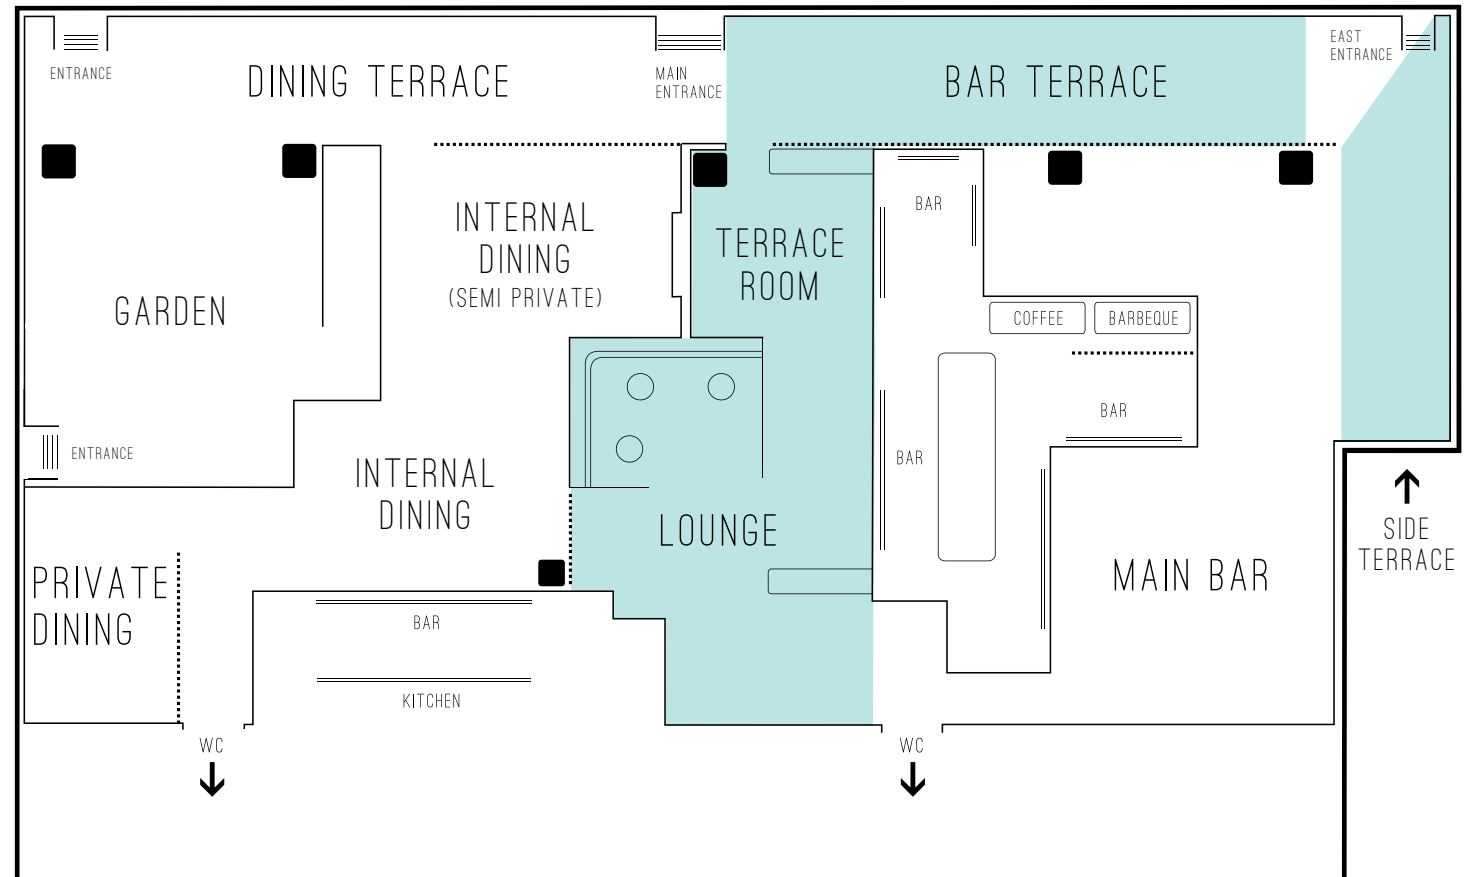 ENTRANCE
DINING TERRACE
MAIN
ENTRANCE
BAR TERRACE
EAST
ENTRANCE
GARDEN
INTERNAL
DINING
(SEMI PRIVATE)
TERRACE
ROOM
BAR
COFFEE
BARBEQUE
BAR
BAR
ENTRANCE
INTERNAL
DINING
LOUNGE
MAIN BAR
SIDE
TERRACE
PRIVATE
DINING
BAR
KITCHEN
WC
WC